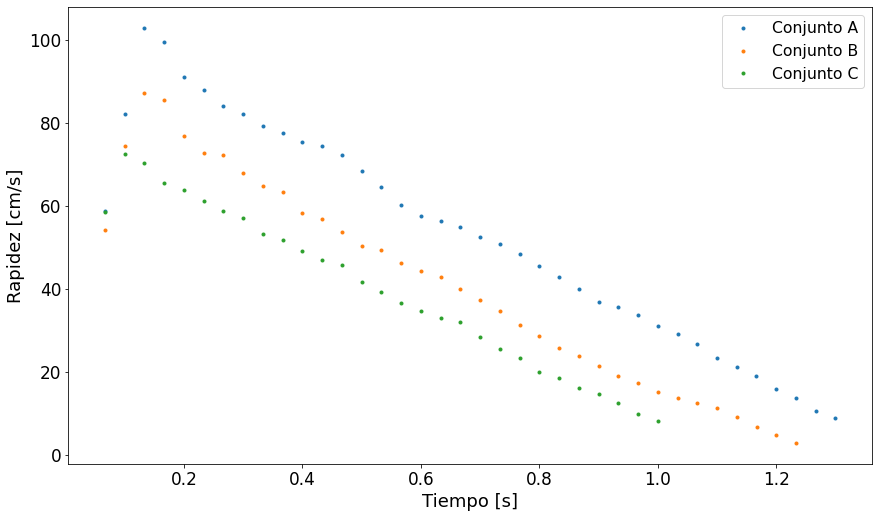 Conjunto A
Conjunto B
Conjunto C
Rapidez [cm/s]
100
80
60
40
20
0
0.2 0.4 0.6 0.8 1.0 1.2
Tiempo [s]